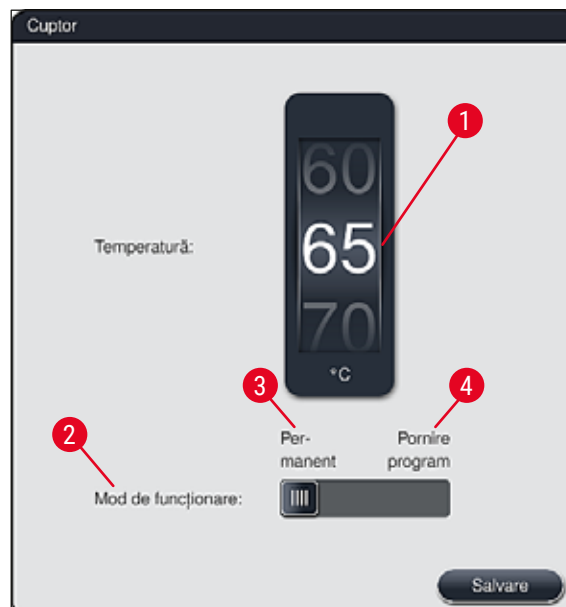 Cuptor
1
60
Temperatură:
65
70
°C
3
4
2
Per-
manent
Pornire
program
Mod de funcționare:
Salvare